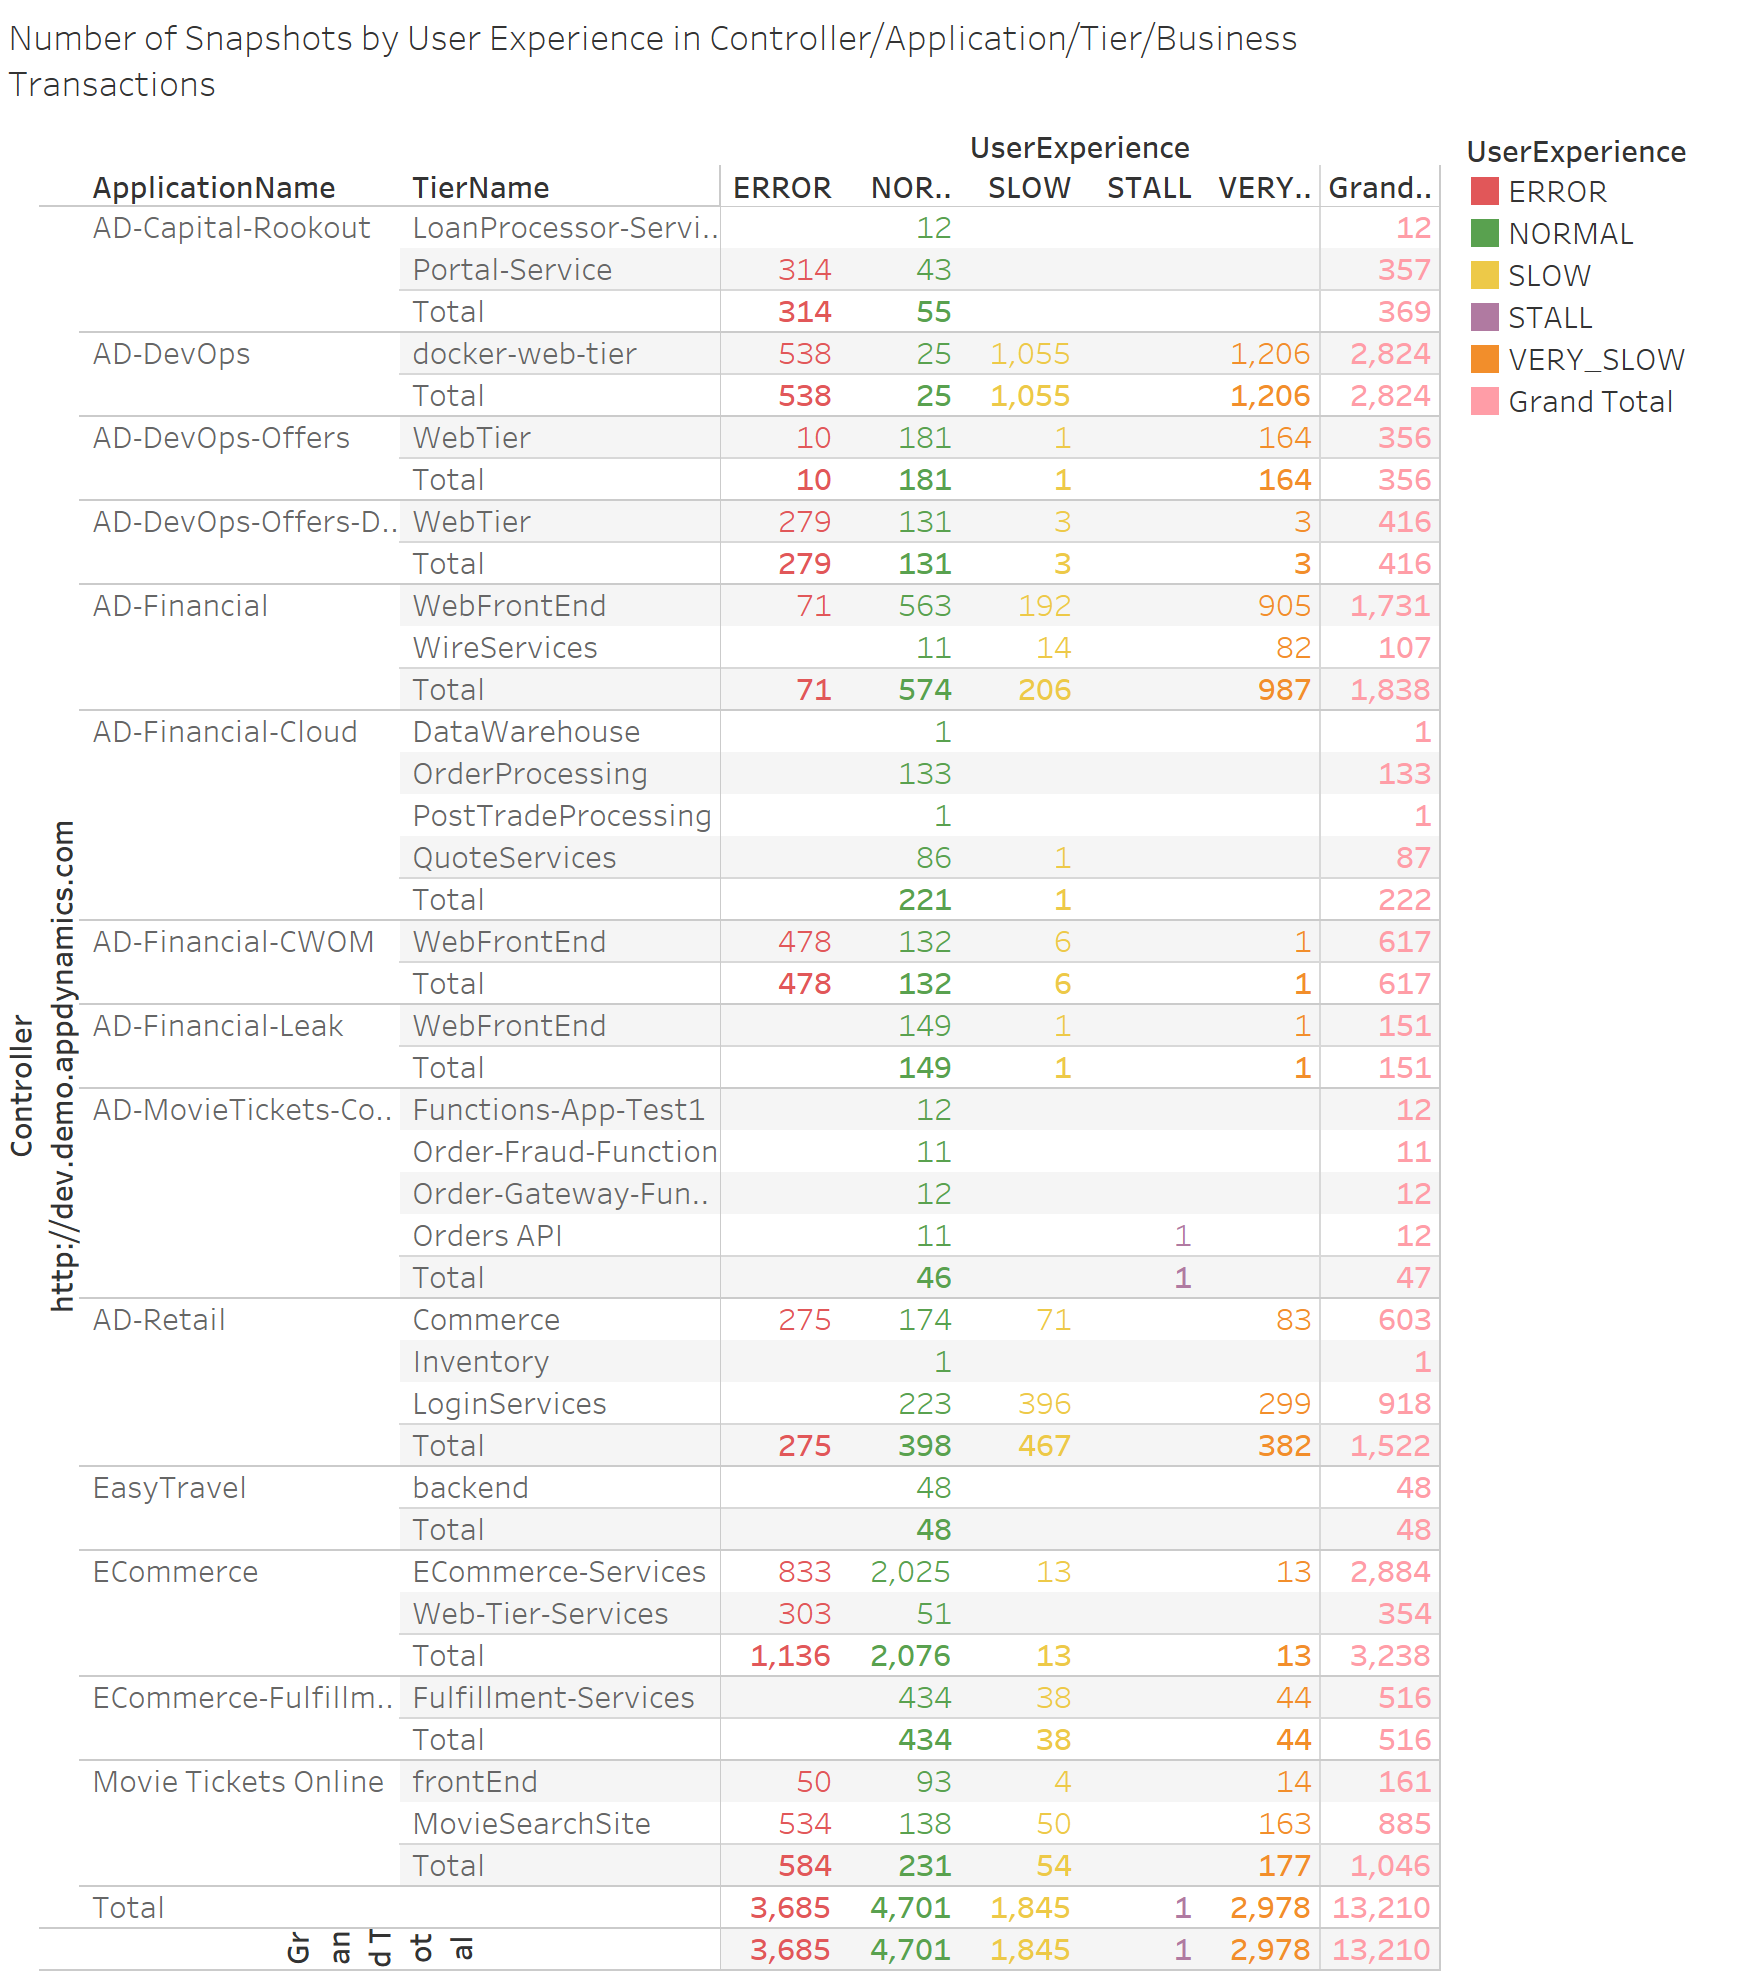 Number of Snapshots by User Experience in Controller/Application/Tier/Business
Transactions
UserExperience
ApplicationName TierName ERROR NOR.. SLOW STALL VERY.. Grand..
AD-Capital-Rookout LoanProcessor-Servi.. 12 12
Portal-Service 314 43 357
Total 314 55 369
AD-DevOps docker-web-tier 538 25 1,055 1,206 2,824
Total 538 25 1,055 1,206 2,824
AD-DevOps-Offers WebTier 10 181 1 164 356
Total 10 181 1 164 356
AD-DevOps-Offers-D.. WebTier 279 131 3 3 416
Total 279 131 3 3 416
AD-Financial WebFrontEnd 71 563 192 905 1,731
WireServices 11 14 82 107
Total 71 574 206 987 1,838
AD-Financial-Cloud DataWarehouse 1 1
OrderProcessing 133 133
PostTradeProcessing 1 1
QuoteServices 86 1 87
Total 221 1 222
AD-Financial-CWOM WebFrontEnd 478 132 6 1 617
Total 478 132 6 1 617
AD-Financial-Leak WebFrontEnd 149 1 1 151
Total 149 1 1 151
AD-MovieTickets-Co.. Functions-App-Test1 12 12
Order-Fraud-Function 11 11
Order-Gateway-Fun.. 12 12
Orders API 11 1 12
Total 46 1 47
AD-Retail Commerce 275 174 71 83 603
Inventory 1 1
LoginServices 223 396 299 918
Total 275 398 467 382 1,522
EasyTravel backend 48 48
Total 48 48
ECommerce ECommerce-Services 833 2,025 13 13 2,884
Web-Tier-Services 303 51 354
Total 1,136 2,076 13 13 3,238
ECommerce-Fulfillm.. Fulfillment-Services 434 38 44 516
Total 434 38 44 516
Movie Tickets Online frontEnd 50 93 4 14 161
MovieSearchSite 534 138 50 163 885
Total 584 231 54 177 1,046
Total 3,685 4,701 1,845 1 2,978 13,210
Gr
an
d T
ot
al
3,685 4,701 1,845 1 2,978 13,210
Controller
http://dev.demo.appdynamics.com
UserExperience
ERROR
NORMAL
SLOW
STALL
VERY_SLOW
Grand Total